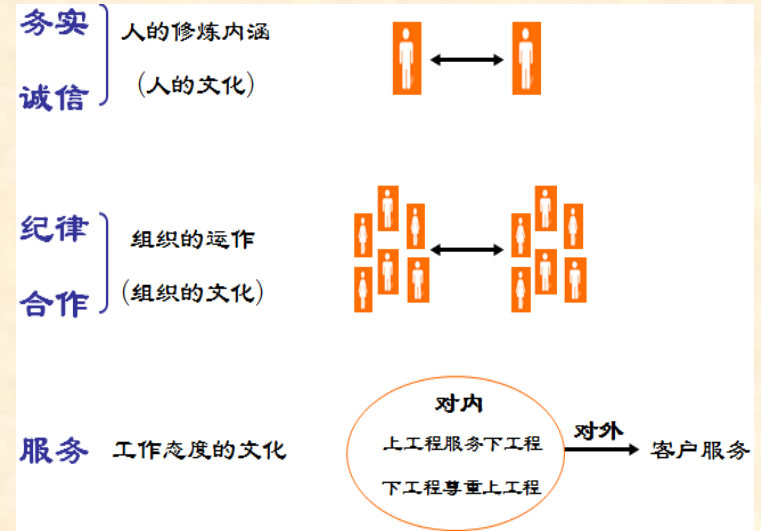 务实
人的修炼内涵
诚信
(人的文化)
纪律
组织的运作
合作
(组织的文化)
服务
工作态度的文化
对内
上工程服务下工程
下工程尊重上工程
对外
客户服务